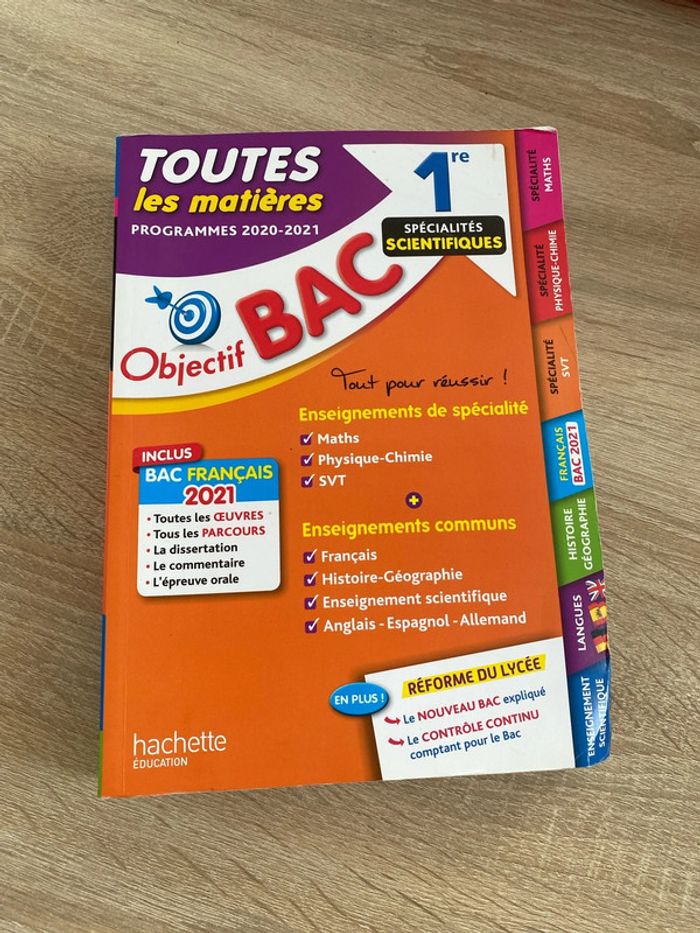 TOUTES
les matières
PROGRAMMES 2020-2021
1re
SPÉCIALITÉS
SCIENTIFIQUES
Objectif BAC
Tout pour réussir !
Enseignements de spécialité
Maths
Physique-Chimie
SVT
+
Enseignements communs
Français
Histoire-Géographie
Enseignement scientifique
Anglais - Espagnol - Allemand
INCLUS
BAC FRANÇAIS
2021
• Toutes les ŒUVRES
• Tous les PARCOURS
• La dissertation
• Le commentaire
• L'épreuve orale
EN PLUS !
RÉFORME DU LYCÉE
Le NOUVEAU BAC expliqué
Le CONTRÔLE CONTINU
comptant pour le Bac
hachette
ÉDUCATION
SPÉCIALITÉ
MATHS
SPÉCIALITÉ
PHYSIQUE-CHIMIE
SPÉCIALITÉ
SVT
FRANÇAIS
BAC 2021
HISTOIRE
GÉOGRAPHIE
LANGUES
ENSEIGNEMENT
SCIENTIFIQUE